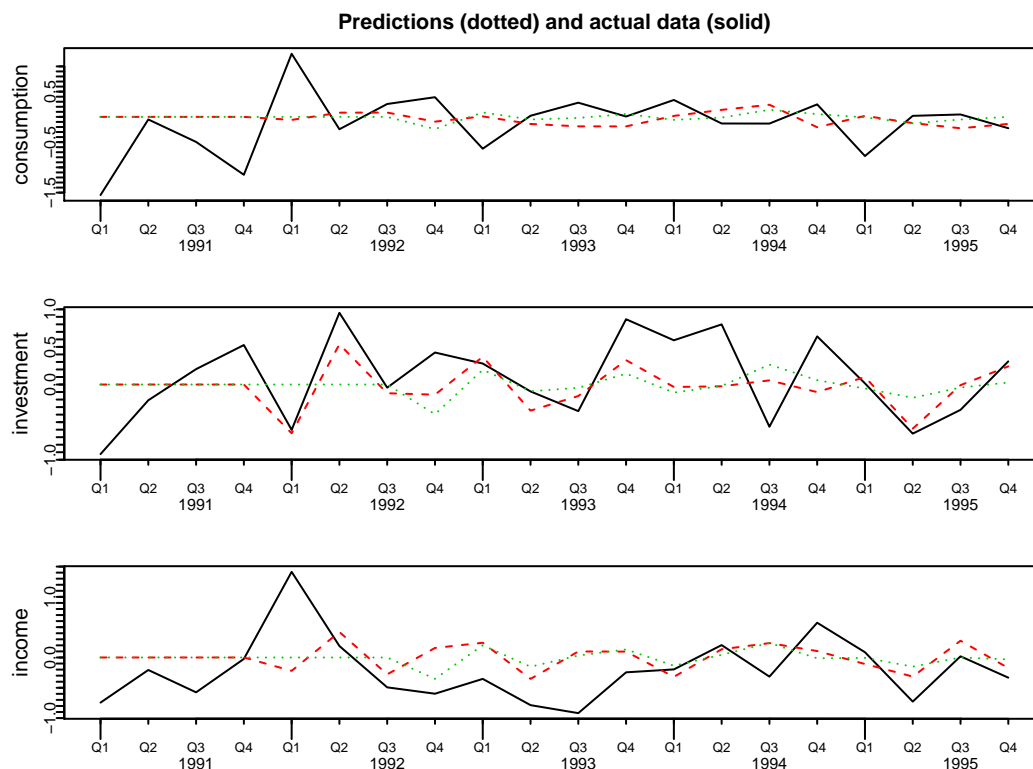 Predictions (dotted) and actual data (solid)
consumption
0.5
−0.5
−1.5
Q1 Q2 Q3 Q4 Q1 Q2 Q3 Q4 Q1 Q2 Q3 Q4 Q1 Q2 Q3 Q4 Q1 Q2 Q3 Q4
1991 1992 1993 1994 1995
investment
1.0
0.5
0.0
−1.0
Q1 Q2 Q3 Q4 Q1 Q2 Q3 Q4 Q1 Q2 Q3 Q4 Q1 Q2 Q3 Q4 Q1 Q2 Q3 Q4
1991 1992 1993 1994 1995
income
1.0
0.0
−1.0
Q1 Q2 Q3 Q4 Q1 Q2 Q3 Q4 Q1 Q2 Q3 Q4 Q1 Q2 Q3 Q4 Q1 Q2 Q3 Q4
1991 1992 1993 1994 1995